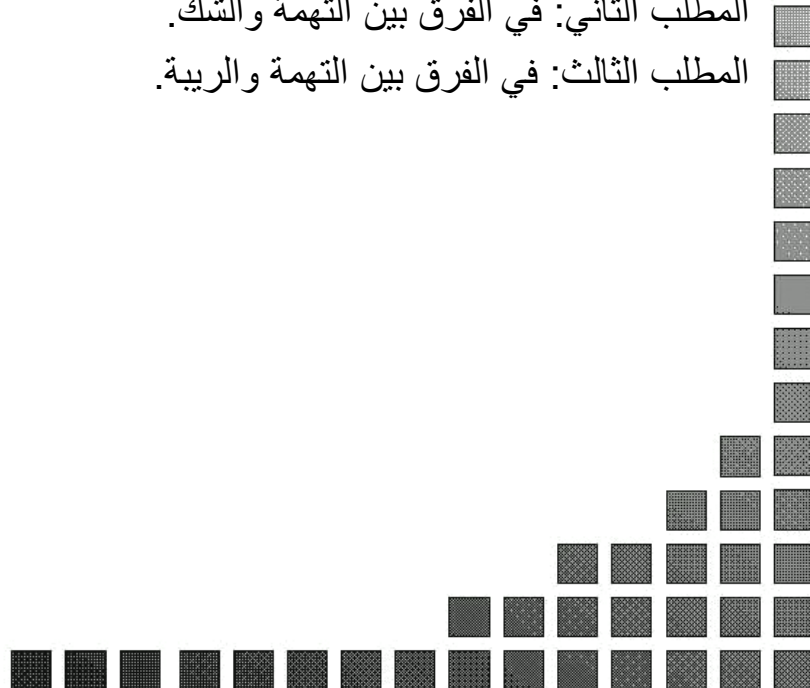 المطلب الثاني: في الفرق بين التهمة والشك.
المطلب الثالث: في الفرق بين التهمة والريبة.